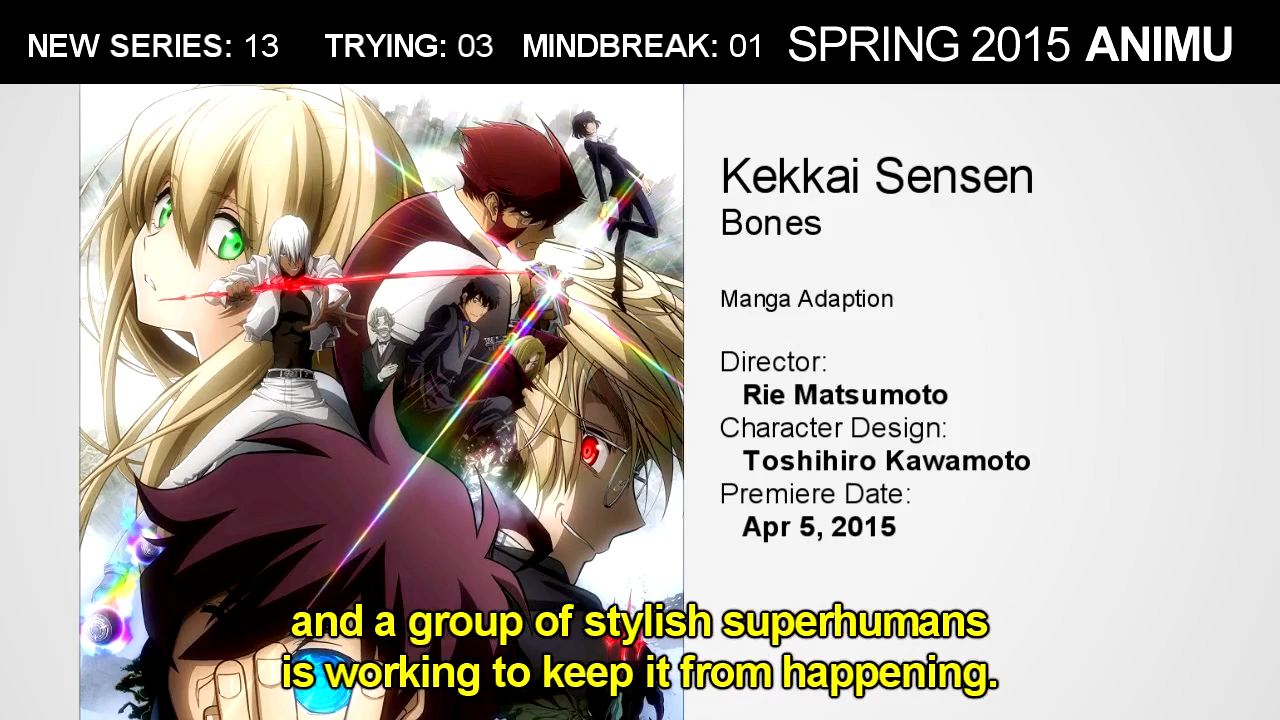 NEW SERIES: 13 TRYING: 03 MINDBREAK: 01 SPRING 2015 ANIMU
Kekkai Sensen
Bones
Manga Adaption
Director:
Rie Matsumoto
Character Design:
Toshihiro Kawamoto
Premiere Date:
Apr 5, 2015
and a group of stylish superhumans
is working to keep it from happening.